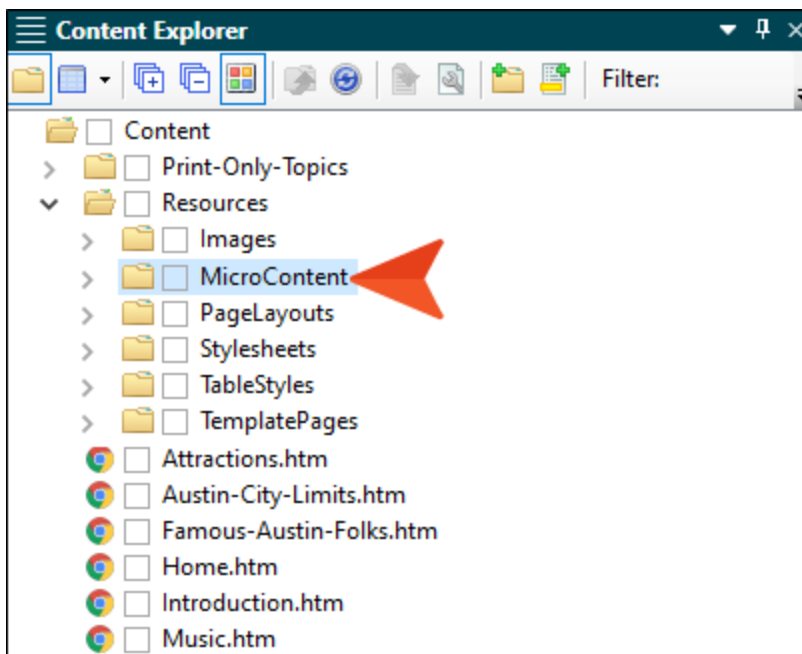 Content Explorer
Filter:
Content
Print-Only-Topics
Resources
Images
MicroContent
PageLayouts
Stylesheets
TableStyles
TemplatePages
Attractions.htm
Austin-City-Limits.htm
Famous-Austin-Folks.htm
Home.htm
Introduction.htm
Music.htm